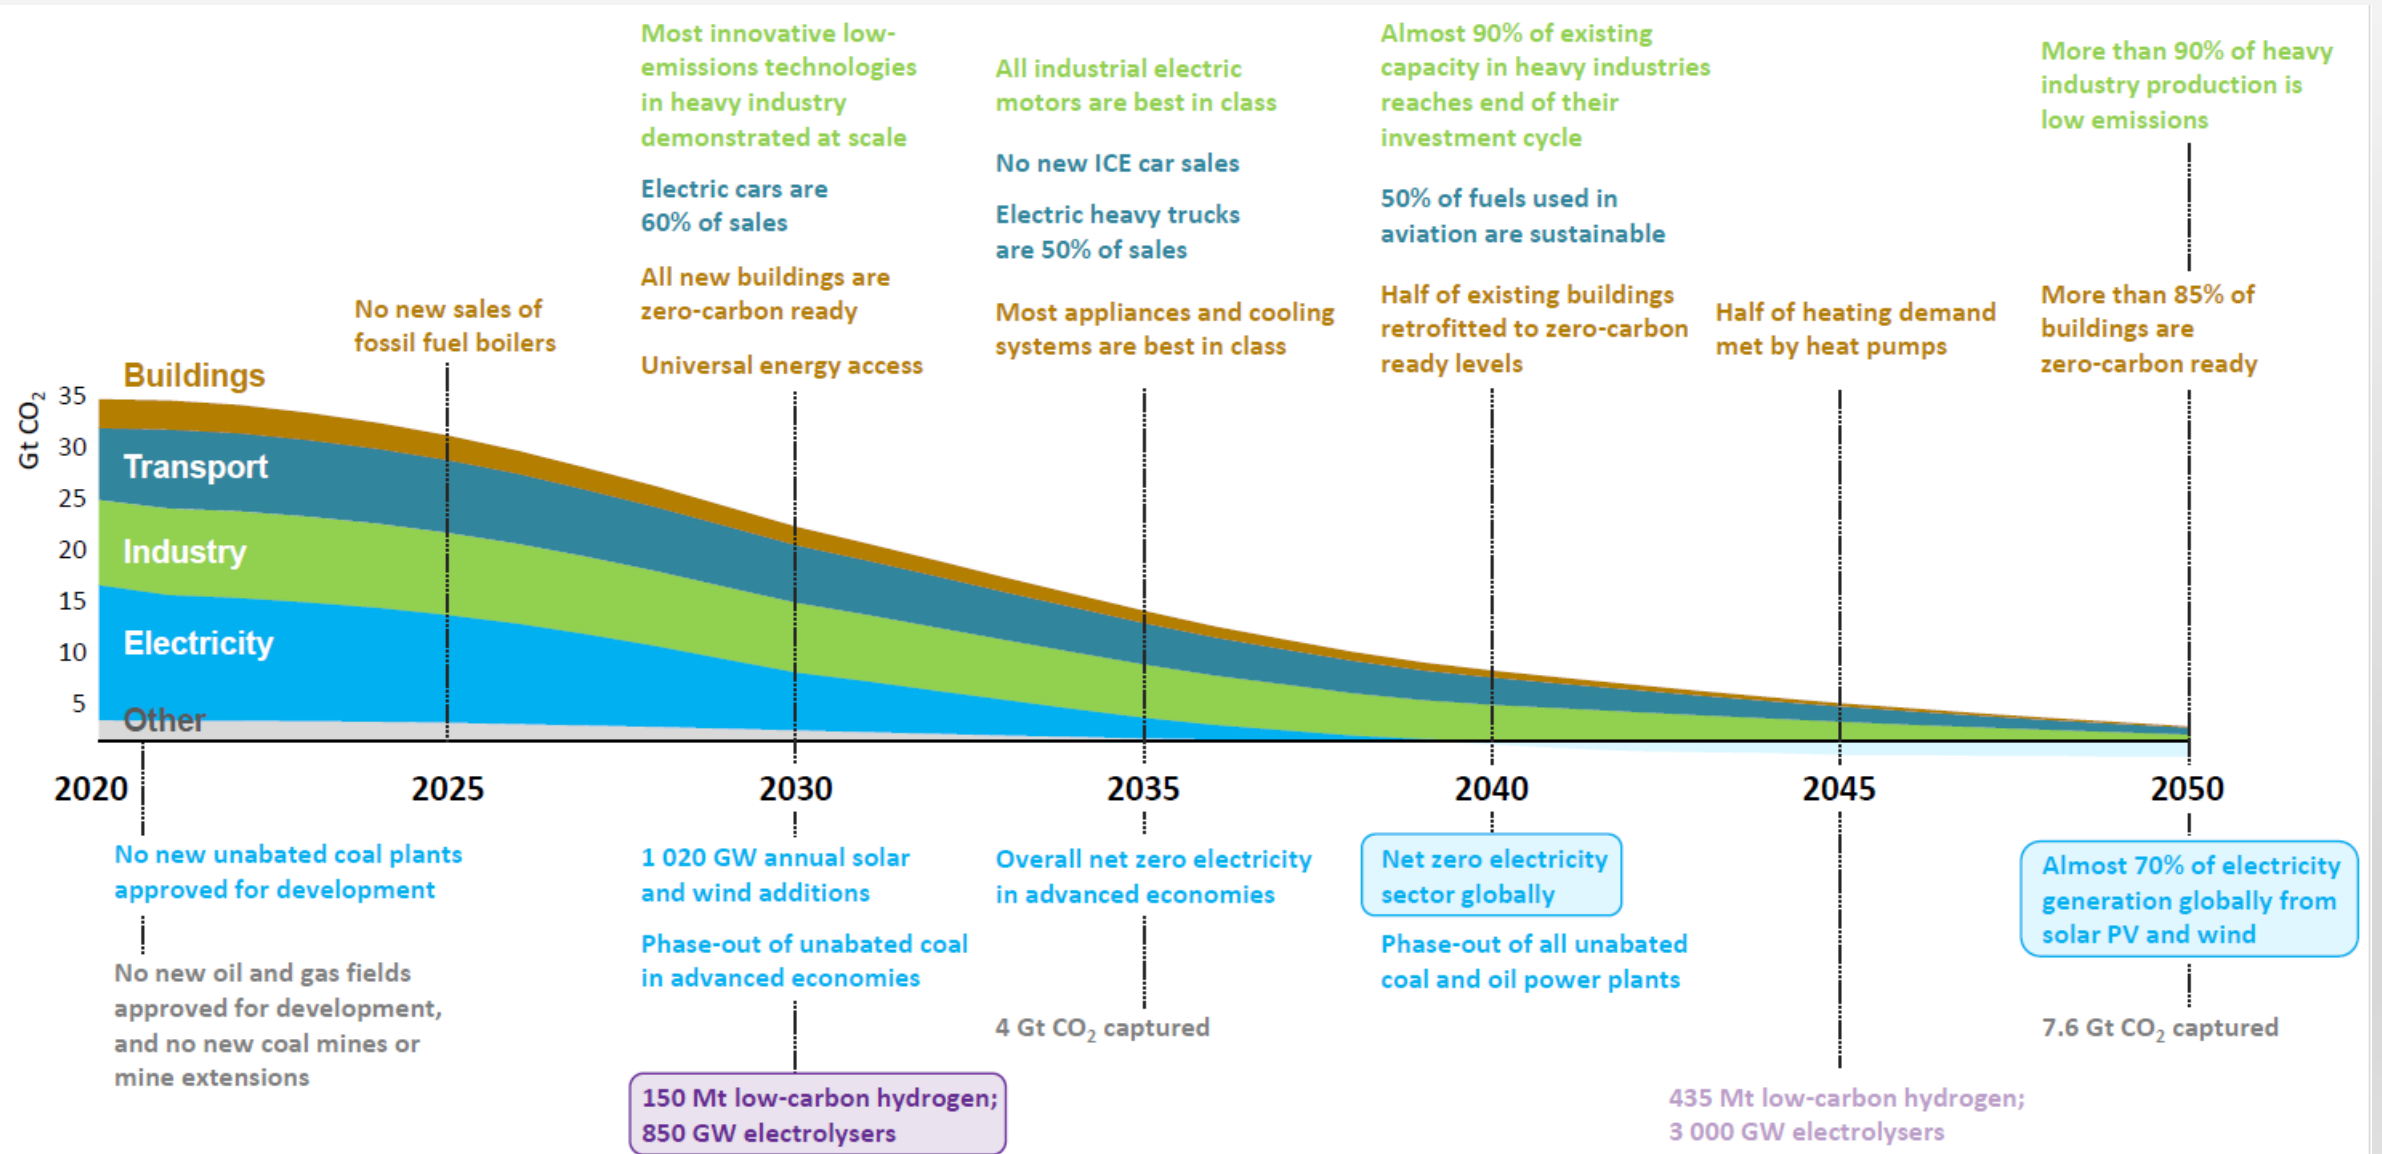 Most innovative low-
emissions technologies
in heavy industry
demonstrated at scale
Electric cars are
60% of sales
All new buildings are
zero-carbon ready
Universal energy access
All industrial electric
motors are best in class
No new ICE car sales
Electric heavy trucks
are 50% of sales
Most appliances and cooling
systems are best in class
Almost 90% of existing
capacity in heavy industries
reaches end of their
investment cycle
50% of fuels used in
aviation are sustainable
Half of existing buildings
retrofitted to zero-carbon
ready levels
Half of heating demand
met by heat pumps
More than 90% of heavy
industry production is
low emissions
More than 85% of
buildings are
zero-carbon ready
No new sales of
fossil fuel boilers
Gt CO₂
35
30
25
20
15
10
5
Buildings
Transport
Industry
Electricity
Other
2020
2025
2030
2035
2040
2045
2050
No new unabated coal plants
approved for development
No new oil and gas fields
approved for development,
and no new coal mines or
mine extensions
1 020 GW annual solar
and wind additions
Phase-out of unabated coal
in advanced economies
150 Mt low-carbon hydrogen;
850 GW electrolysers
Overall net zero electricity
in advanced economies
4 Gt CO₂ captured
Net zero electricity
sector globally
Phase-out of all unabated
coal and oil power plants
435 Mt low-carbon hydrogen;
3 000 GW electrolysers
Almost 70% of electricity
generation globally from
solar PV and wind
7.6 Gt CO₂ captured